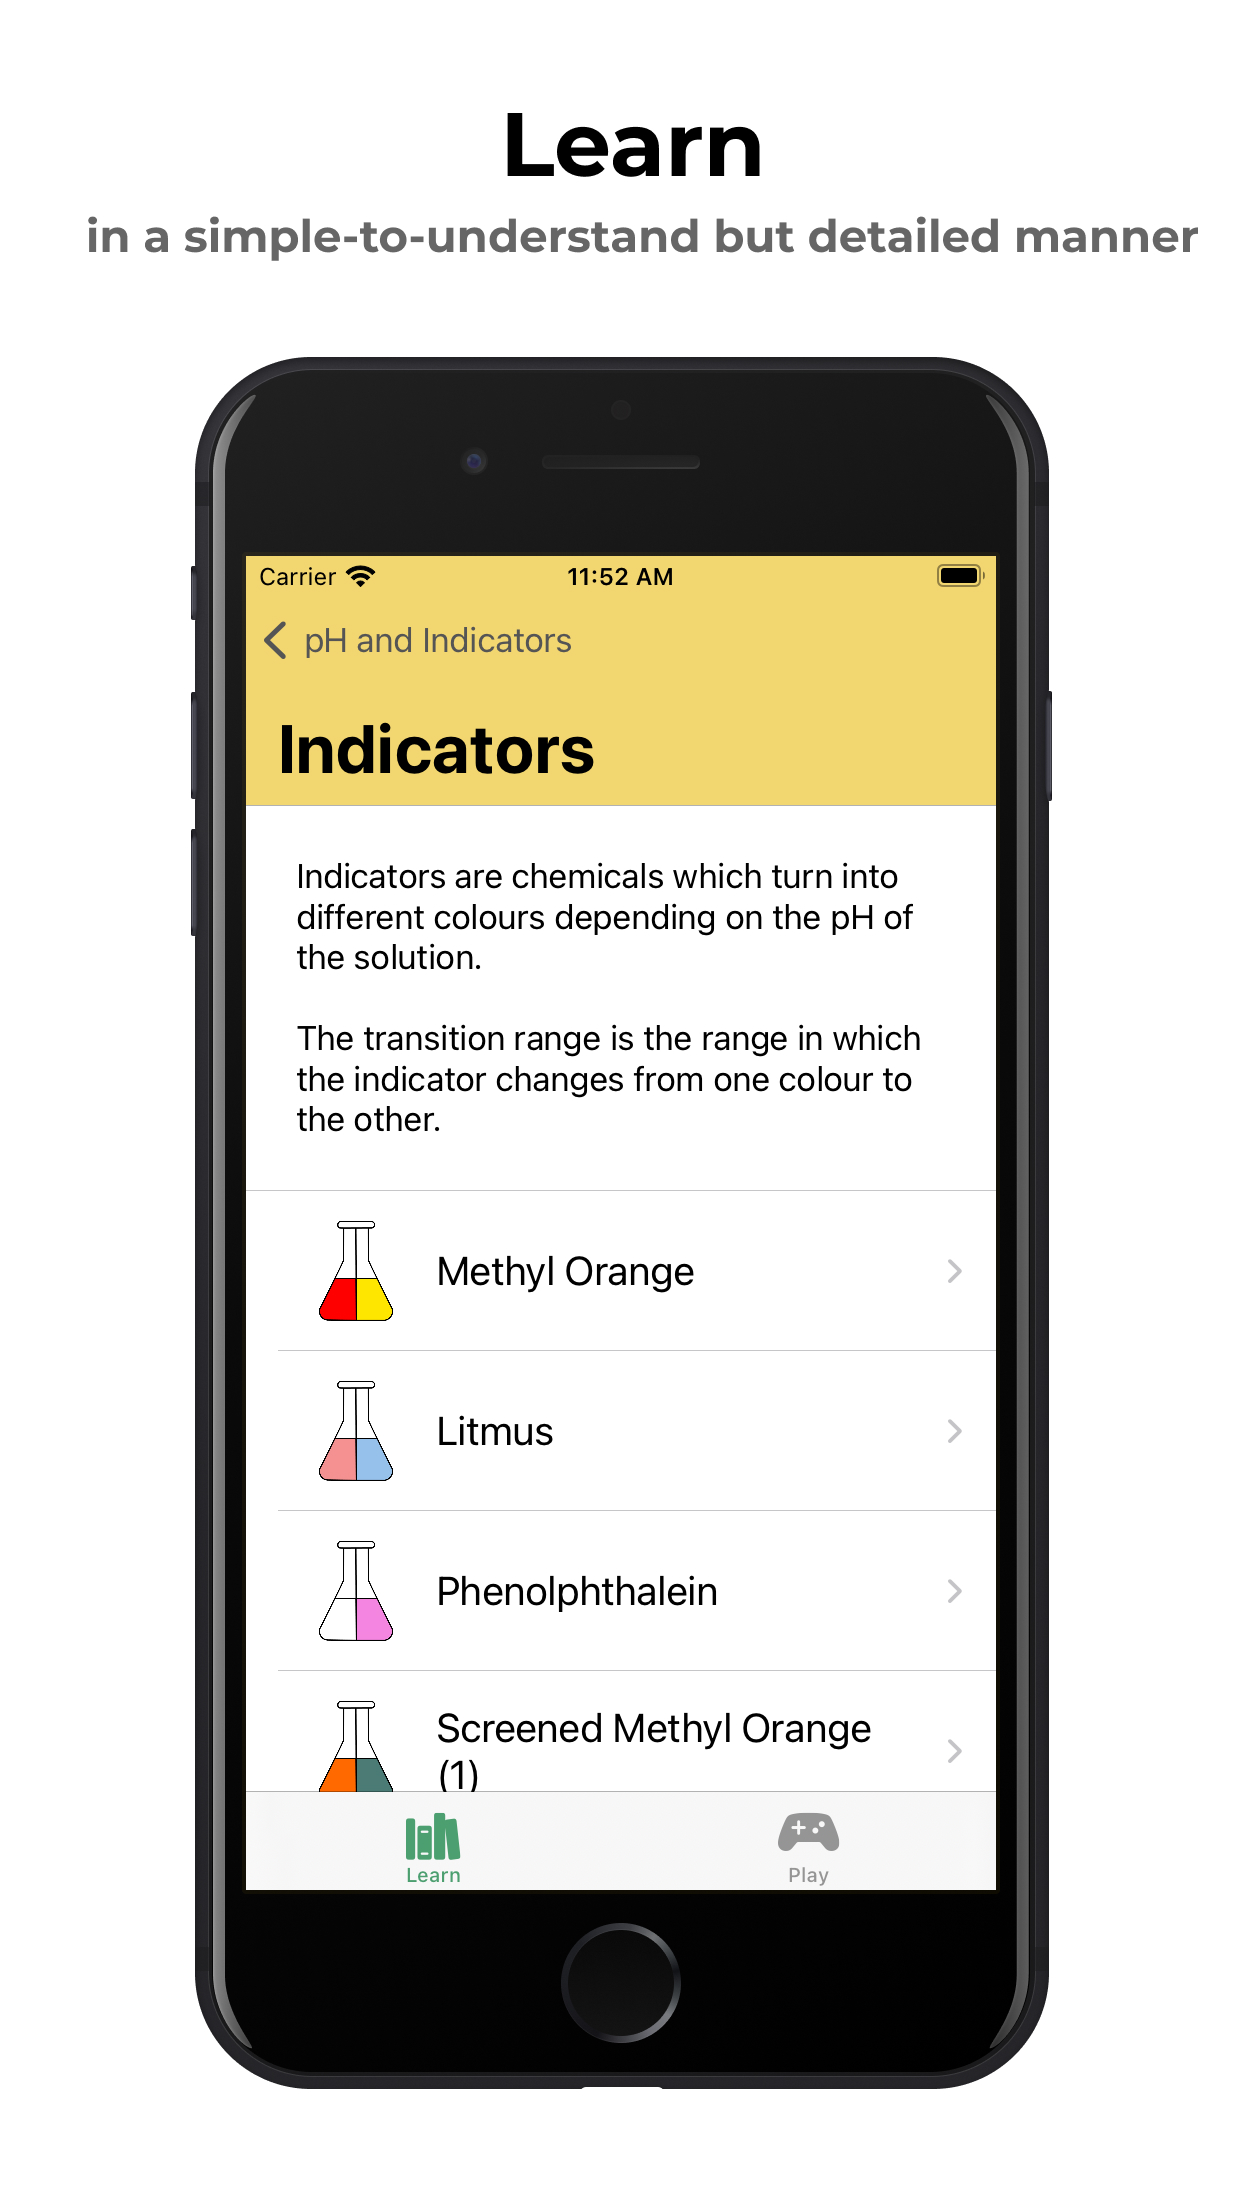 Learn
in a simple-to-understand but detailed manner
Carrier
11:52 AM
pH and Indicators
Indicators
Indicators are chemicals which turn into
different colours depending on the pH of
the solution.
The transition range is the range in which
the indicator changes from one colour to
the other.
Methyl Orange
Litmus
Phenolphthalein
Screened Methyl Orange
(1)
Learn
Play